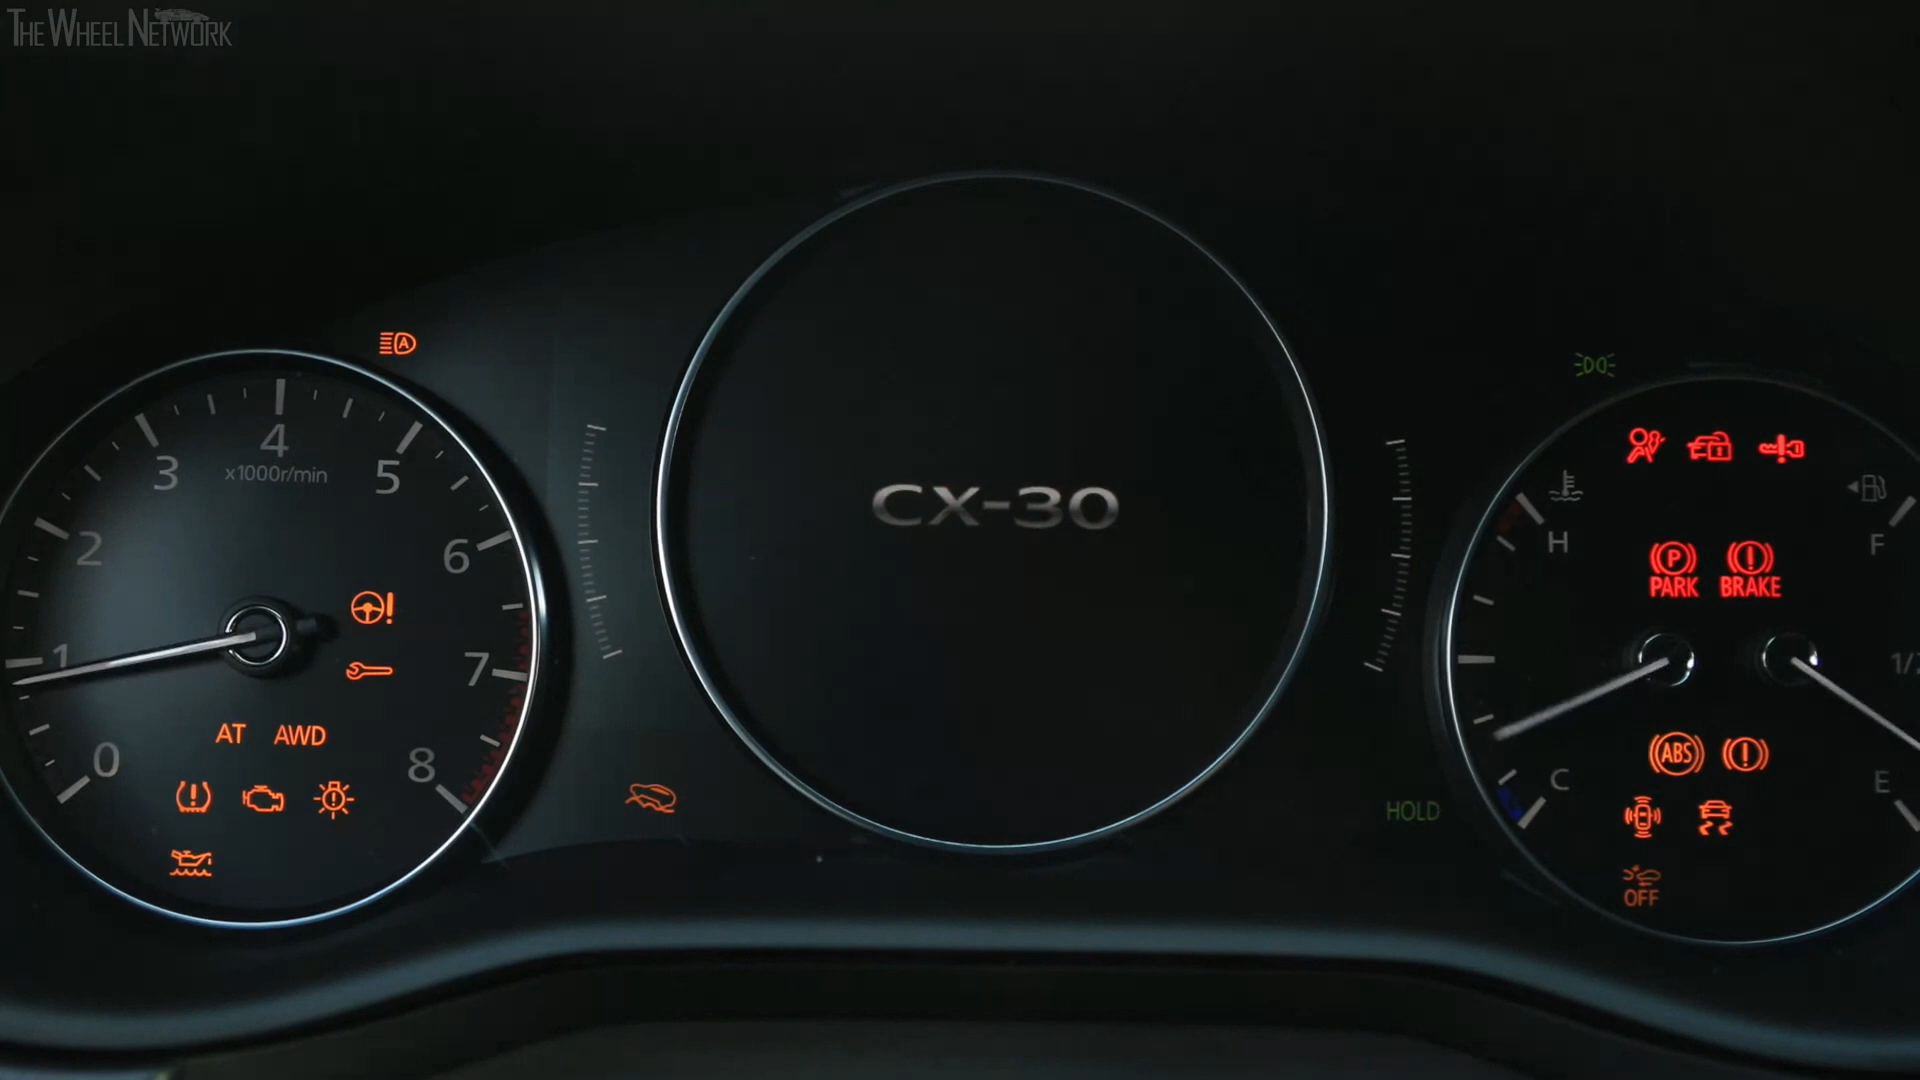 THE WHEEL NETWORK
4
x1000r/min
3
5
2
6
1
7
0
8
AT AWD
CX-30
HOLD
H
F
P
PARK
BRAKE
ABS
C
E
OFF
A